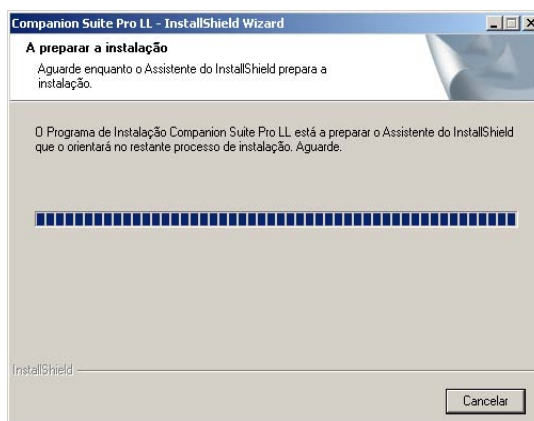 Companion Suite Pro LL - InstallShield Wizard
A preparar a instalação
Aguarde enquanto o Assistente do InstallShield prepara a
instalação.
O Programa de Instalação Companion Suite Pro LL está a preparar o Assistente do InstallShield
que o orientará no restante processo de instalação. Aguarde.
InstallShield
Cancelar